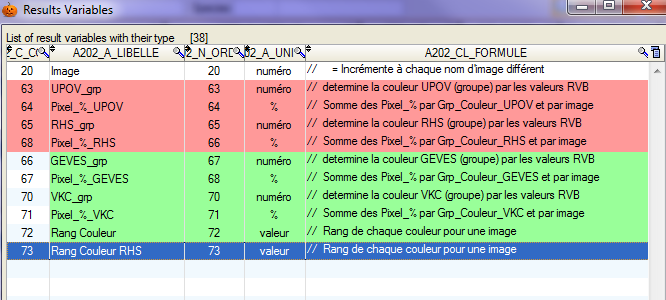 Results Variables
List of result variables with their type [38]
A202_A_LIBELLE A202_CL_FORMULE
20 Image 20 numéro // = Incrémente à chaque nom d'image différent
63 UPOV_grp 63 numéro // determine la couleur UPOV (groupe) par les valeurs RVB
64 Pixel_%_UPOV 64 % // Somme des Pixel_% par Grp_Couleur_UPOV et par image
65 RHS_grp 65 numéro // determine la couleur RHS (groupe) par les valeurs RVB
68 Pixel_%_RHS 66 % // Somme des Pixel_% par Grp_Couleur_RHS et par image
66 GEVES_grp 67 numéro // determine la couleur GEVES (groupe) par les valeurs RVB
67 Pixel_%_GEVES 68 % // Somme des Pixel_% par Grp_Couleur_GEVES et par image
70 VKC_grp 70 numéro // determine la couleur VKC (groupe) par les valeurs RVB
71 Pixel_%_VKC 71 % // Somme des Pixel_% par Grp_Couleur_VKC et par image
72 Rang Couleur 72 valeur // Rang de chaque couleur pour une image
73 Rang Couleur RHS 73 valeur // Rang de chaque couleur pour une image